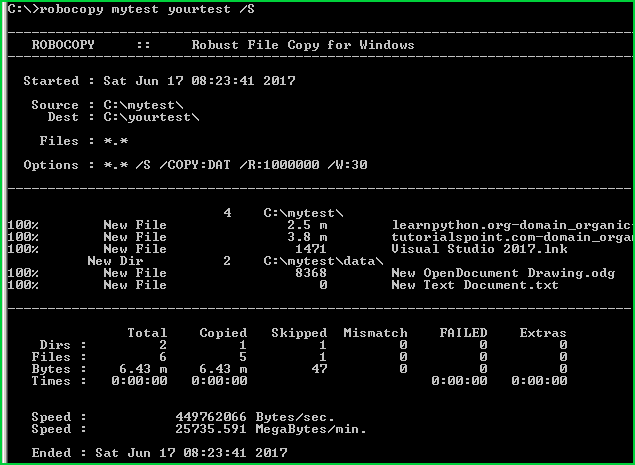 C:\>robocopy mytest yourtest /S
-------------------------------------------------------------------------------
ROBOCOPY     ::     Robust File Copy for Windows
-------------------------------------------------------------------------------
Started : Sat Jun 17 08:23:41 2017
Source : C:\mytest\
Dest : C:\yourtest\
Files : *.*
Options : *.* /S /COPY:DAT /R:1000000 /W:30
-------------------------------------------------------------------------------
4    C:\mytest\
100%        New File        2.5 m        learnpython.org-domain_organic-
100%        New File        3.8 m        tutorialspoint.com-domain_orga
100%        New File        1471        Visual Studio 2017.lnk
New Dir        2    C:\mytest\data\
100%        New File        8368        New OpenDocument Drawing.odg
100%        New File        0        New Text Document.txt
-------------------------------------------------------------------------------
Total    Copied    Skipped    Mismatch    FAILED    Extras
Dirs :    2    1    1    0    0    0
Files :    6    5    1    0    0    0
Bytes :    6.43 m    6.43 m    47    0    0    0
Times :    0:00:00    0:00:00    0:00:00    0:00:00
Speed :    449762066 Bytes/sec.
Speed :    25735.591 MegaBytes/min.
Ended : Sat Jun 17 08:23:41 2017